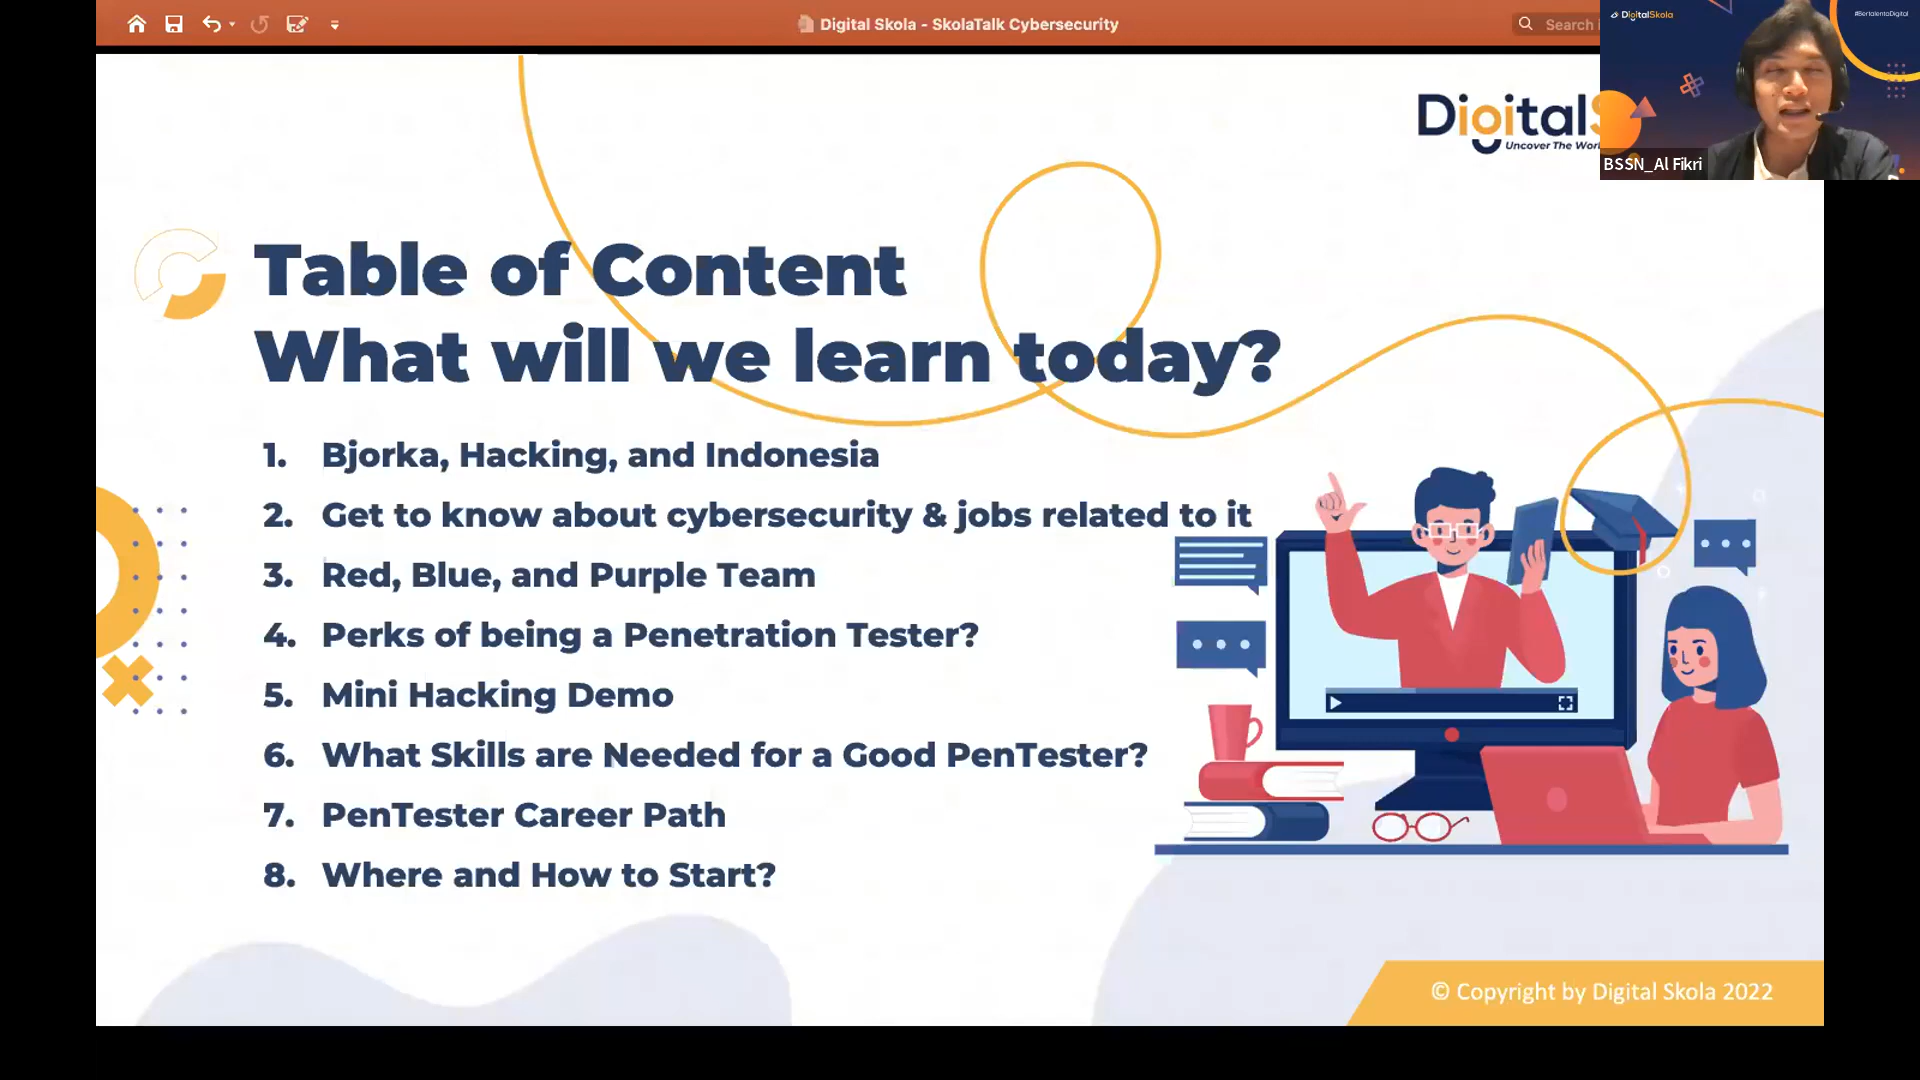 Digital Skola - SkolaTalk Cybersecurity
Search
DigitalSkola
#BertalentaDigital
DigitalS
Uncover The Wor
BSSN_Al Fikri
Table of Content
What will we learn today?
1. Bjorka, Hacking, and Indonesia
2. Get to know about cybersecurity & jobs related to it
3. Red, Blue, and Purple Team
4. Perks of being a Penetration Tester?
5. Mini Hacking Demo
6. What Skills are Needed for a Good PenTester?
7. PenTester Career Path
8. Where and How to Start?
© Copyright by Digital Skola 2022